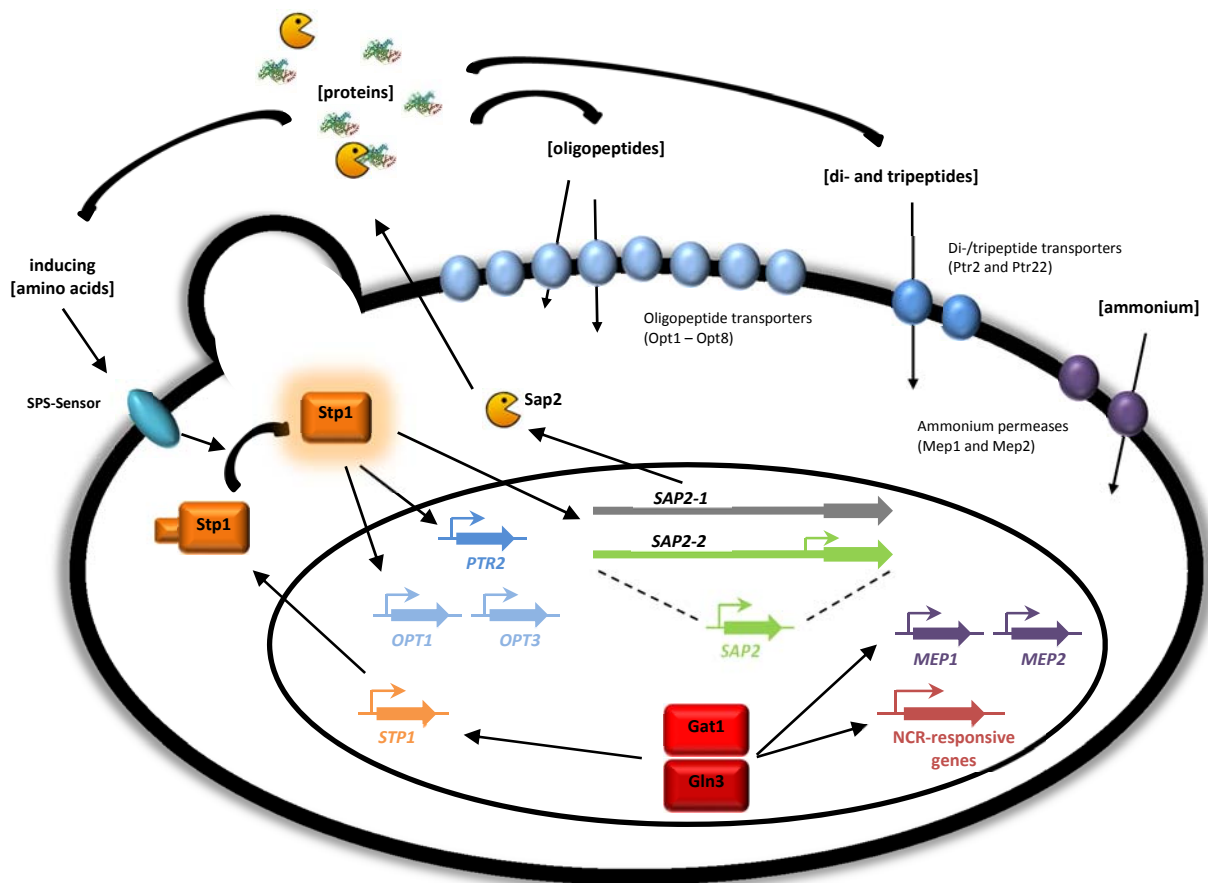 [proteins]
[oligopeptides]
[di- and tripeptides]
Di-/tripeptide transporters
(Ptr2 and Ptr22)
inducing
[amino acids]
[ammonium]
Oligopeptide transporters
(Opt1 – Opt8)
SPS-Sensor
Stp1
Sap2
Ammonium permeases
(Mep1 and Mep2)
SAP2-1
Stp1
SAP2-2
PTR2
OPT1
OPT3
SAP2
MEP1
MEP2
STP1
Gat1
NCR-responsive
genes
Gln3